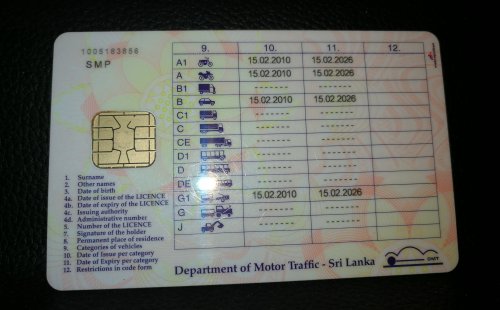 1005183858
SMP
9. 10. 11. 12.
A1 15.02.2010 15.02.2026
A 15.02.2010 15.02.2026
B1 ------- -------
B 15.02.2010 15.02.2026
C1 ------- -------
C ------- -------
CE ------- -------
D1 ------- -------
D ------- -------
DE ------- -------
G1 15.02.2010 15.02.2026
G ------- -------
J ------- -------
1. Surname
2. Other names
3. Date of birth
4a. Date of issue of the LICENCE
4b. Date of expiry of the LICENCE
4c. Issuing authority
4d. Administrative number
5. Number of the LICENCE
7. Signature of the holder
8. Permanent place of residence
9. Categories of vehicles
10. Date of Issue per category
11. Date of Expiry per category
12. Restrictions in code form
Department of Motor Traffic - Sri Lanka
DMT